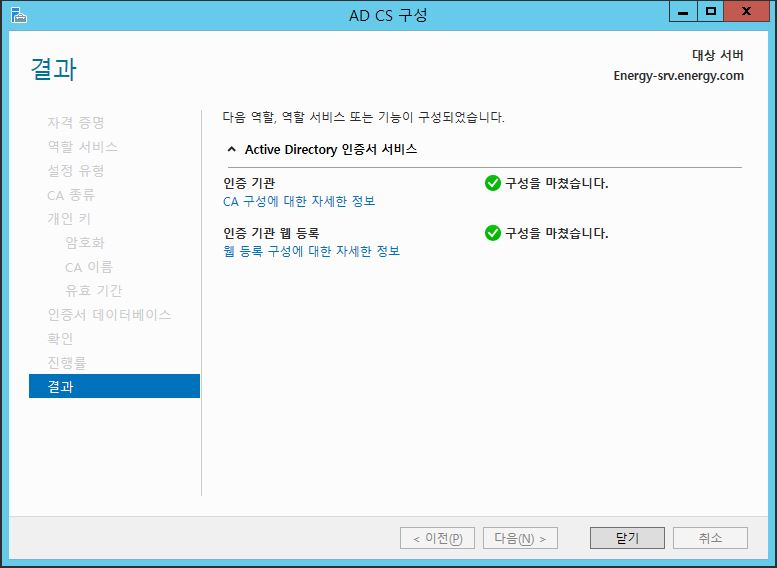 AD CS 구성
결과
대상 서버
Energy-srv.energy.com
자격 증명
역할 서비스
설정 유형
CA 종류
개인 키
암호화
CA 이름
유효 기간
인증서 데이터베이스
확인
진행률
결과
다음 역할, 역할 서비스 또는 기능이 구성되었습니다.
Active Directory 인증서 서비스
인증 기관 구성을 마쳤습니다.
CA 구성에 대한 자세한 정보
인증 기관 웹 등록 구성을 마쳤습니다.
웹 등록 구성에 대한 자세한 정보
< 이전(P) 다음(N) > 닫기 취소